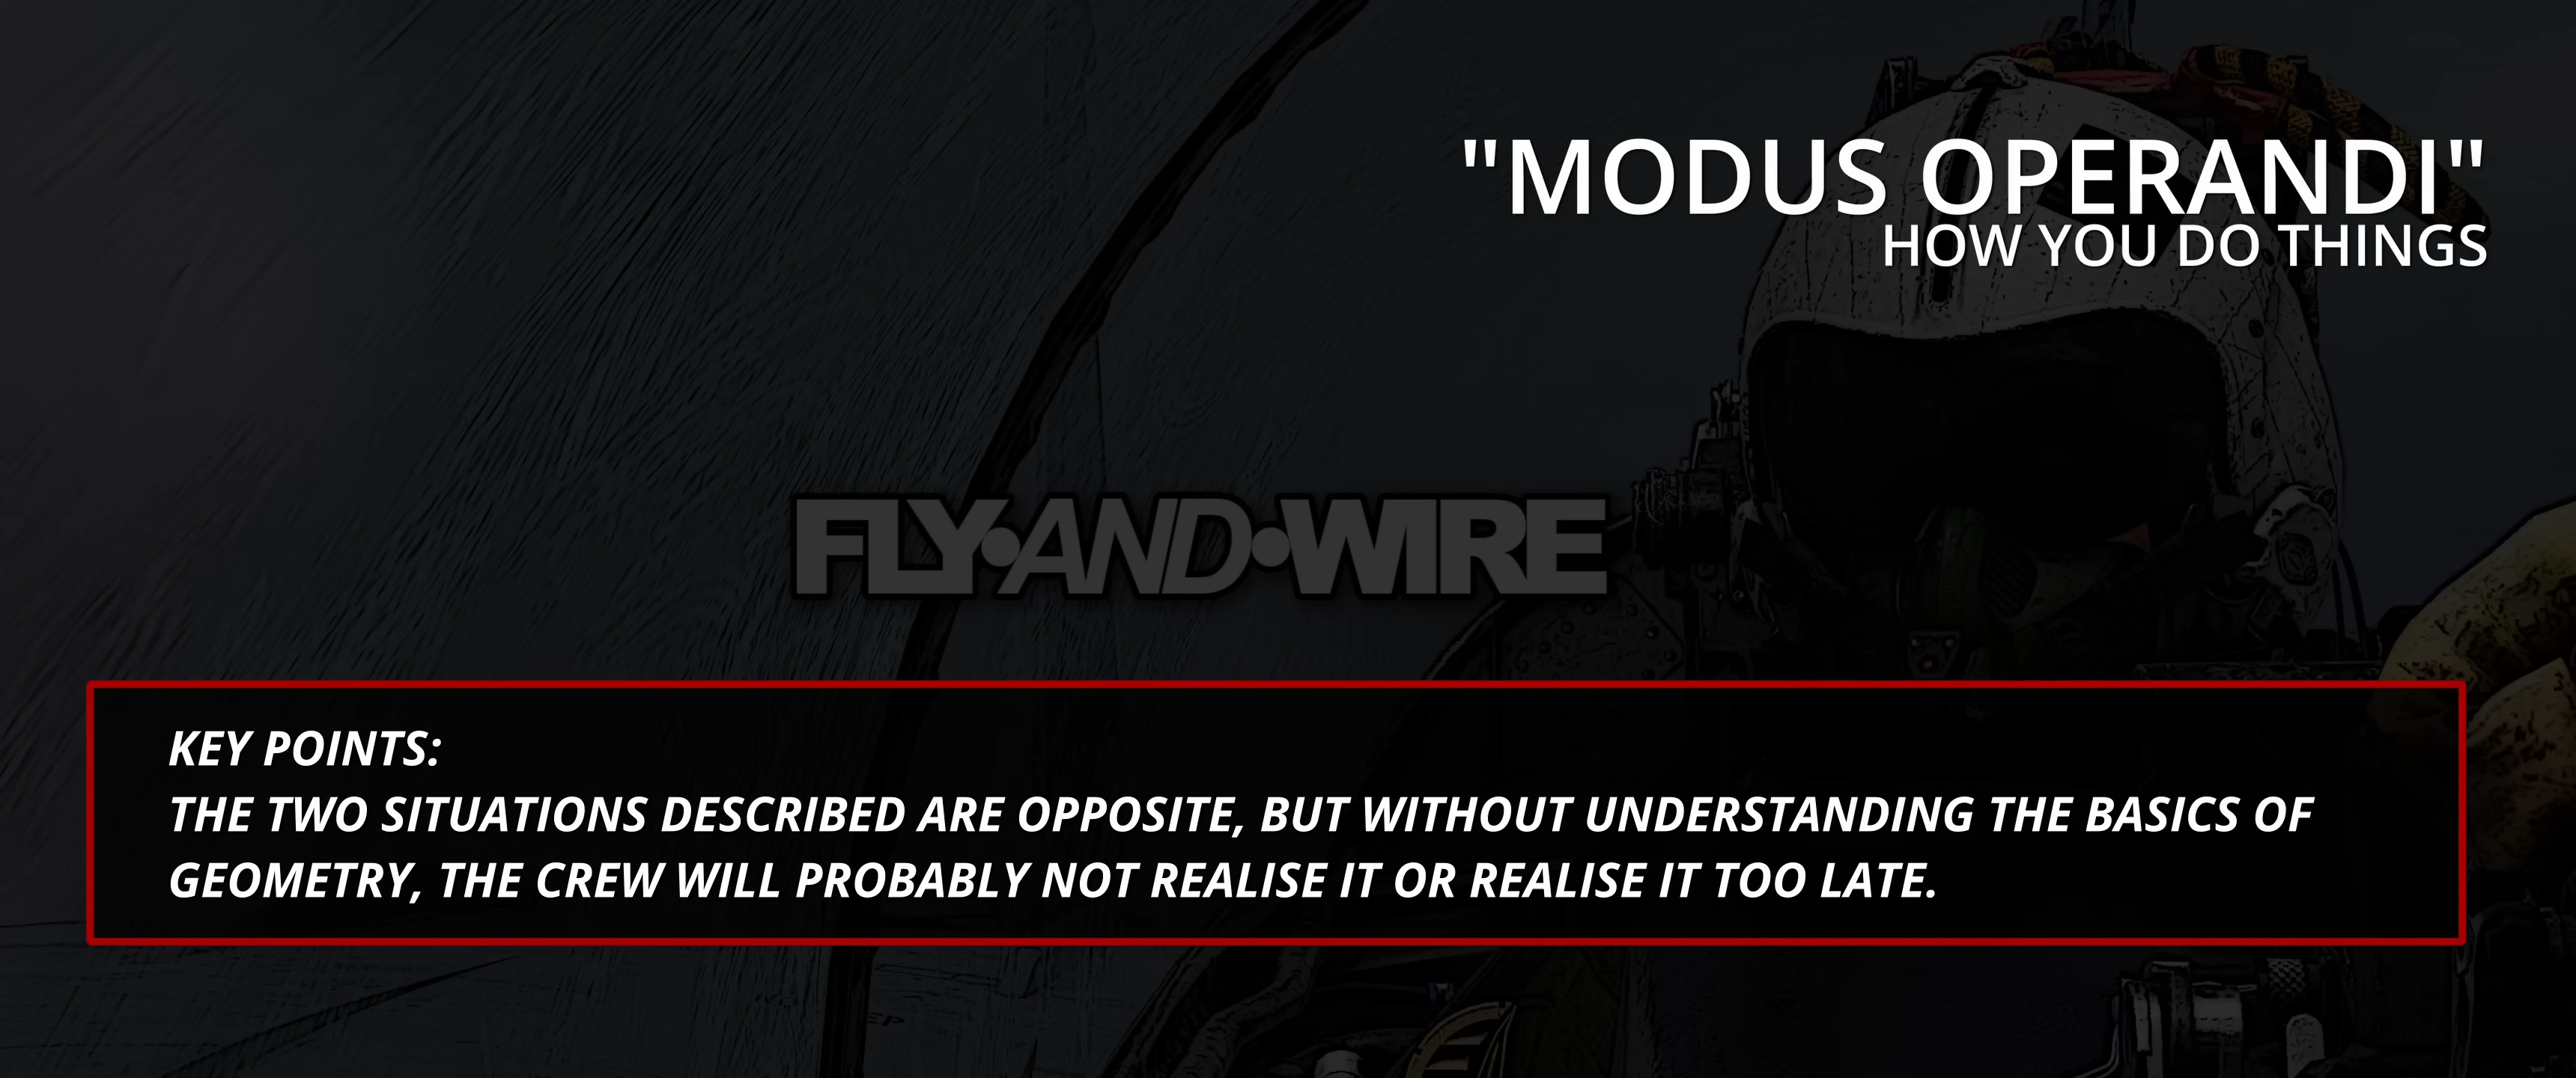 "MODUS OPERANDI"
HOW YOU DO THINGS
FLY•AND•WIRE
KEY POINTS:
THE TWO SITUATIONS DESCRIBED ARE OPPOSITE, BUT WITHOUT UNDERSTANDING THE BASICS OF
GEOMETRY, THE CREW WILL PROBABLY NOT REALISE IT OR REALISE IT TOO LATE.